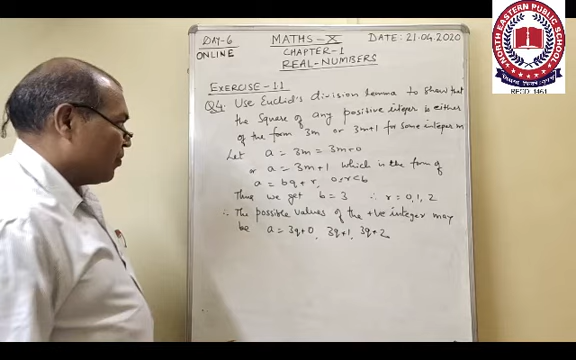 DAY-6 MATHS-X DATE: 21.04.2020
ONLINE CHAPTER-1
REAL-NUMBERS
EXERCISE-1.1
Q4. Use Euclid's division lemma to show that
the square of any positive integer is either
of the form 3m or 3m+1 for some integer m
Let a = 3m = 3m+0
or a = 3m+1 which is the form of
a = bq+r, 0≤r<b
Thus we get b = 3 ∴ r = 0, 1, 2
∴ The possible values of the +ve integer may
be a = 3q+0, 3q+1, 3q+2
NORTH EASTERN PUBLIC SCHOOL
REGD 1461